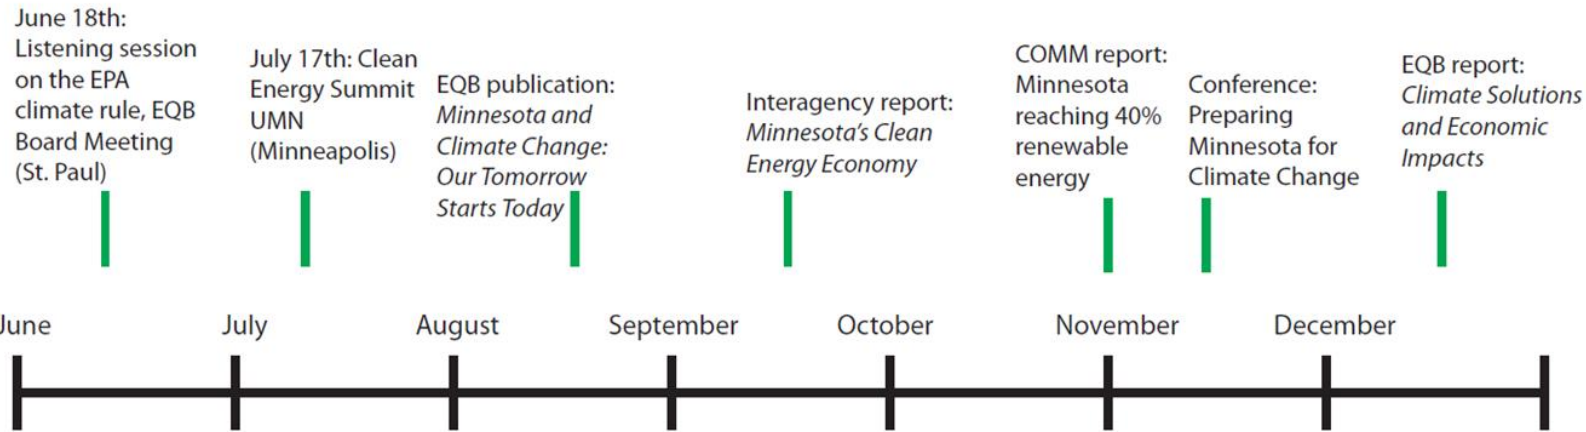 June 18th:
Listening session
on the EPA
climate rule, EQB
Board Meeting
(St. Paul)
July 17th: Clean
Energy Summit
UMN
(Minneapolis)
EQB publication:
Minnesota and
Climate Change:
Our Tomorrow
Starts Today
Interagency report:
Minnesota's Clean
Energy Economy
COMM report:
Minnesota
reaching 40%
renewable
energy
Conference:
Preparing
Minnesota for
Climate Change
EQB report:
Climate Solutions
and Economic
Impacts
June
July
August
September
October
November
December